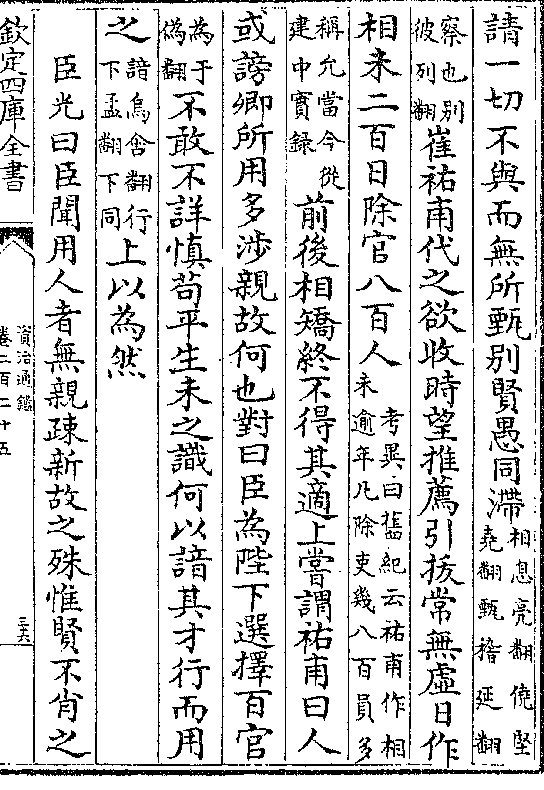 請一切不與而無所甄别賢愚同滯相息亮翻僥堅堯翻甄稽延翻
察也别彼列翻崔祐甫代之欲收時望推薦引拔常無虛日作
相未二百日除官八百人考異曰舊紀云祐甫作相未逾年凡除吏幾八百員多
稱允當今從建中實録前後相矯終不得其適上嘗謂祐甫曰人
或謗卿所用多涉親故何也對曰臣為陛下選擇百官
為于偽翻不敢不詳慎苟平生未之識何以諳其才行而用
之諳烏含翻行下孟翻下同上以為然
臣光曰臣聞用人者無親疎新故之殊惟賢不肖之
欽定四庫全書
資治通鑑
卷二百二十五
三六